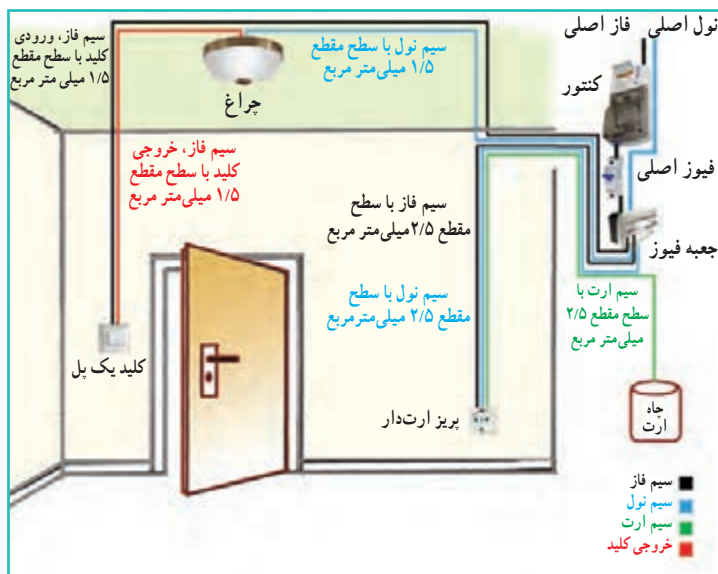 نول اصلی
فاز اصلی
کنتور
فیوز اصلی
جعبه فیوز
سیم فاز، ورودی
کلید با سطح مقطع
۱/۵ میلی متر مربع
چراغ
سیم نول با سطح مقطع
۱/۵ میلی‌متر مربع
سیم فاز، خروجی
کلید با سطح مقطع
۱/۵ میلی‌متر مربع
سیم فاز با سطح
مقطع ۲/۵میلی‌متر مربع
سیم نول با سطح
مقطع ۲/۵ میلی‌مترمربع
سیم ارت با
سطح مقطع ۲/۵
میلی‌متر مربع
کلید یک پل
پریز ارت‌دار
چاه
ارت
سیم فاز
سیم نول
سیم ارت
خروجی کلید